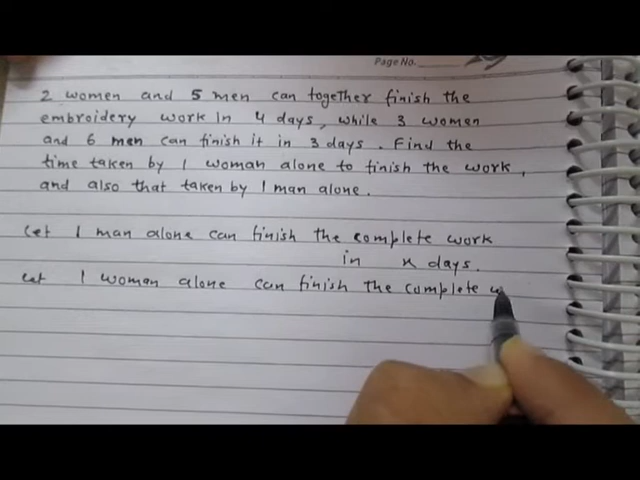 Page No.
2 women and 5 men can together finish the
embroidery work in 4 days, while 3 women
and 6 men can finish it in 3 days. Find the
time taken by 1 woman alone to finish the work,
and also that taken by 1 man alone.
Let 1 man alone can finish the complete work
in x days.
Let 1 woman alone can finish the complete w